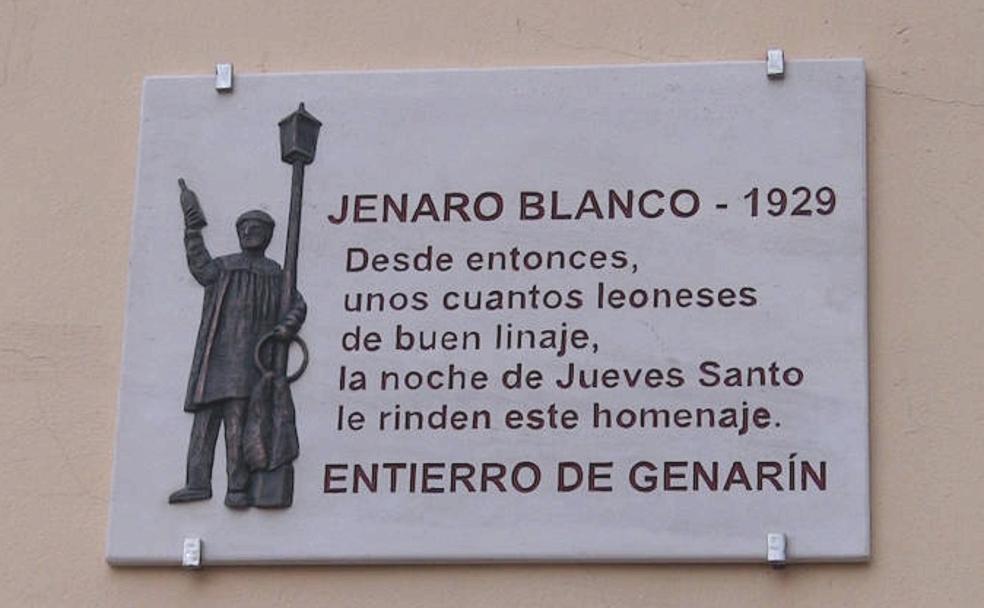 JENARO BLANCO - 1929
Desde entonces,
unos cuantos leoneses
de buen linaje,
la noche de Jueves Santo
le rinden este homenaje.
ENTIERRO DE GENARÍN